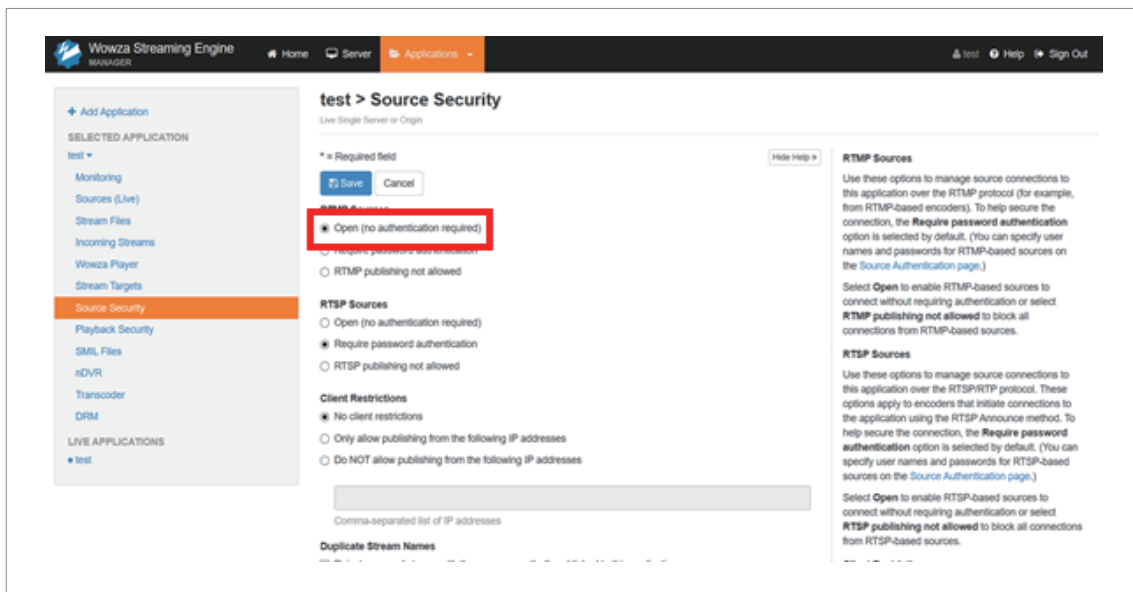 Wowza Streaming Engine
MANAGER
Home
Server
Applications
test
Help
Sign Out
+ Add Application
SELECTED APPLICATION
test
Monitoring
Sources (Live)
Stream Files
Incoming Streams
Wowza Player
Stream Targets
Source Security
Playback Security
SMIL Files
nDVR
Transcoder
DRM
LIVE APPLICATIONS
test
test > Source Security
Live Single Server or Origin
* = Required field
Hide Help
Save
Cancel
RTMP Sources
Open (no authentication required)
Require password authentication
RTMP publishing not allowed
RTSP Sources
Open (no authentication required)
Require password authentication
RTSP publishing not allowed
Client Restrictions
No client restrictions
Only allow publishing from the following IP addresses
Do NOT allow publishing from the following IP addresses
Comma-separated list of IP addresses
Duplicate Stream Names
RTMP Sources
Use these options to manage source connections to
this application over the RTMP protocol (for example,
from RTMP-based encoders). To help secure the
connection, the Require password authentication
option is selected by default. (You can specify user
names and passwords for RTMP-based sources on
the Source Authentication page.)
Select Open to enable RTMP-based sources to
connect without requiring authentication or select
RTMP publishing not allowed to block all
connections from RTMP-based sources.
RTSP Sources
Use these options to manage source connections to
this application over the RTSP/RTP protocol. These
options apply to encoders that initiate connections to
the application using the RTSP Announce method. To
help secure the connection, the Require password
authentication option is selected by default. (You can
specify user names and passwords for RTSP-based
sources on the Source Authentication page.)
Select Open to enable RTSP-based sources to
connect without requiring authentication or select
RTSP publishing not allowed to block all connections
from RTSP-based sources.